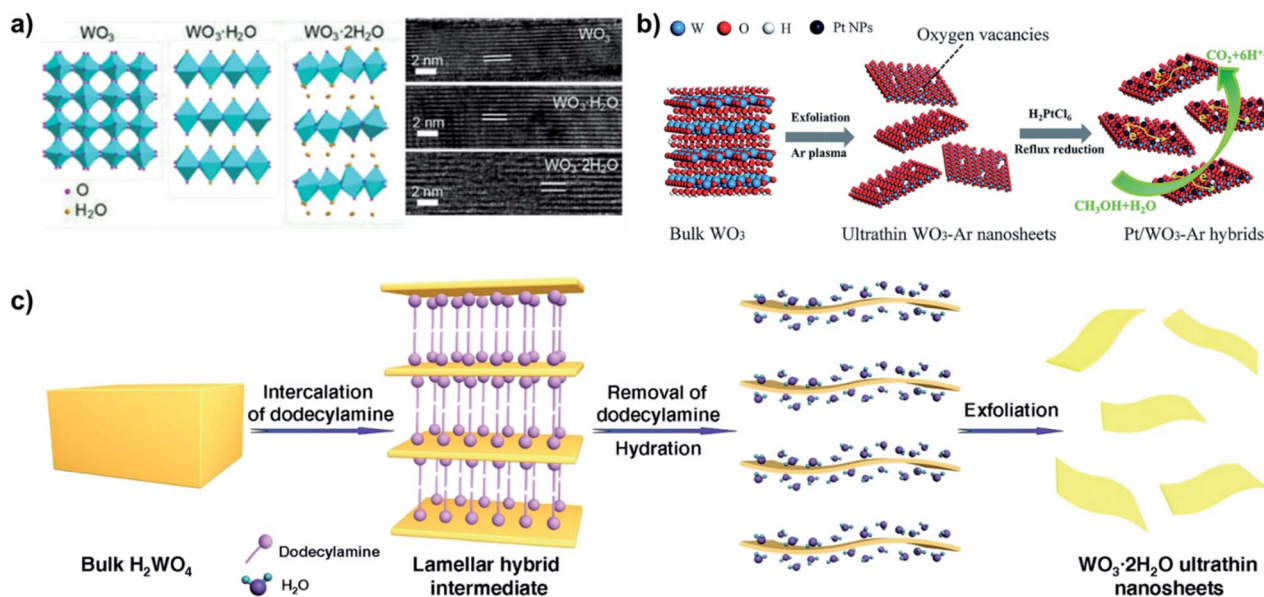 a)
WO₃
WO₃·H₂O
WO₃·2H₂O
O
H₂O
2 nm
WO₃
2 nm
WO₃·H₂O
2 nm
WO₃·2H₂O
b)
W O H Pt NPs
Oxygen vacancies
Exfoliation
Ar plasma
H₂PtCl₆
Reflux reduction
CO₂+6H⁺
CH₃OH+H₂O
Bulk WO₃
Ultrathin WO₃-Ar nanosheets
Pt/WO₃-Ar hybrids
c)
Intercalation
of dodecylamine
Removal of
dodecylamine
Hydration
Exfoliation
Bulk H₂WO₄
Dodecylamine
H₂O
Lamellar hybrid
intermediate
WO₃·2H₂O ultrathin
nanosheets